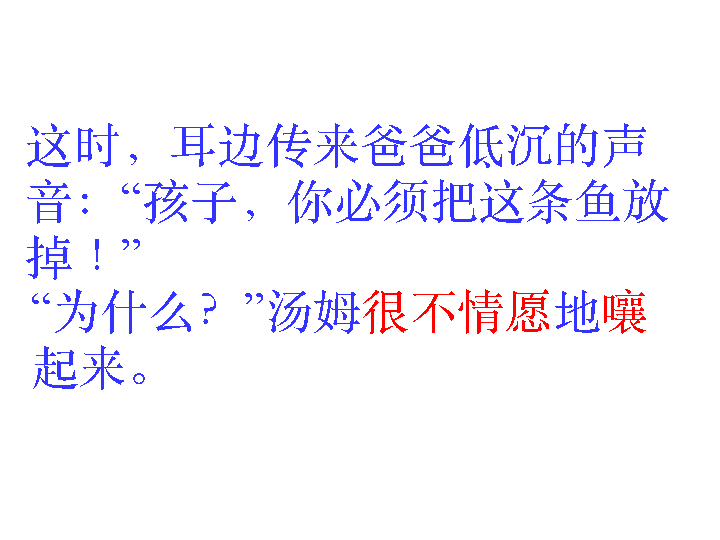 这时，耳边传来爸爸低沉的声
音：“孩子，你必须把这条鱼放
掉！”
“为什么？”汤姆很不情愿地嚷
起来。